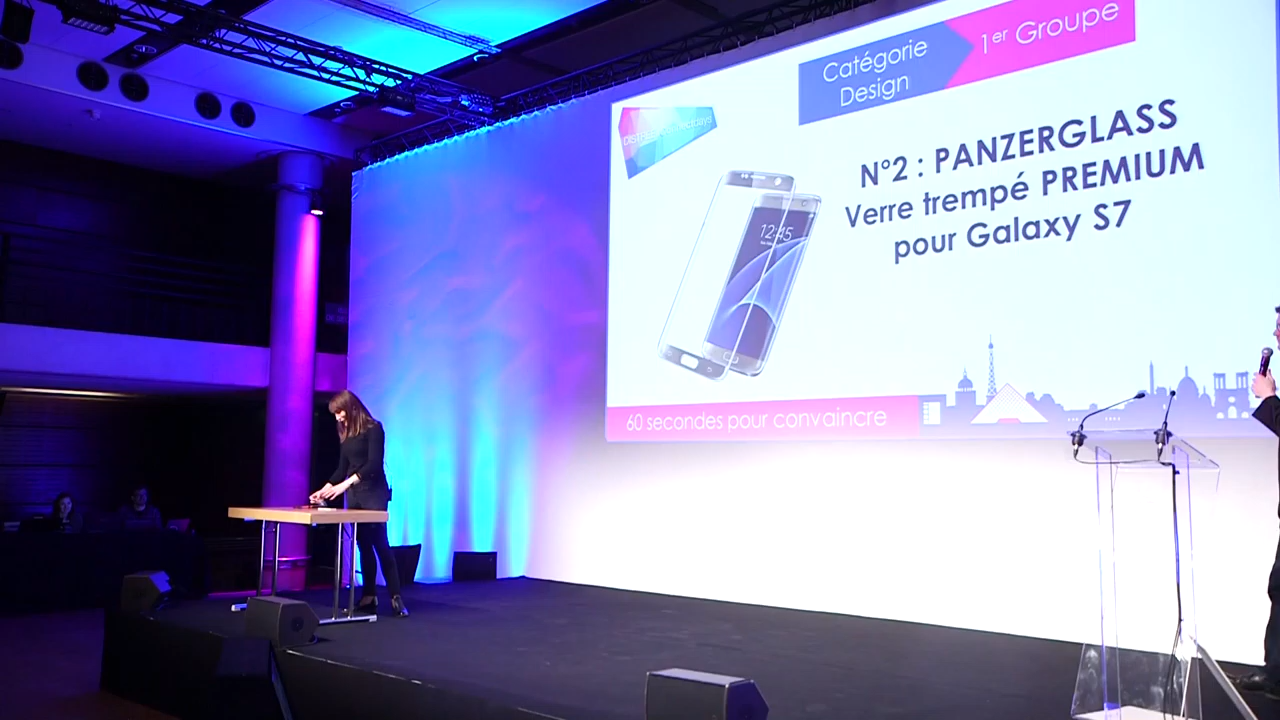 Catégorie
Design
1er Groupe
N°2 : PANZERGLASS
Verre trempé PREMIUM
pour Galaxy S7
12:45
60 secondes pour convaincre